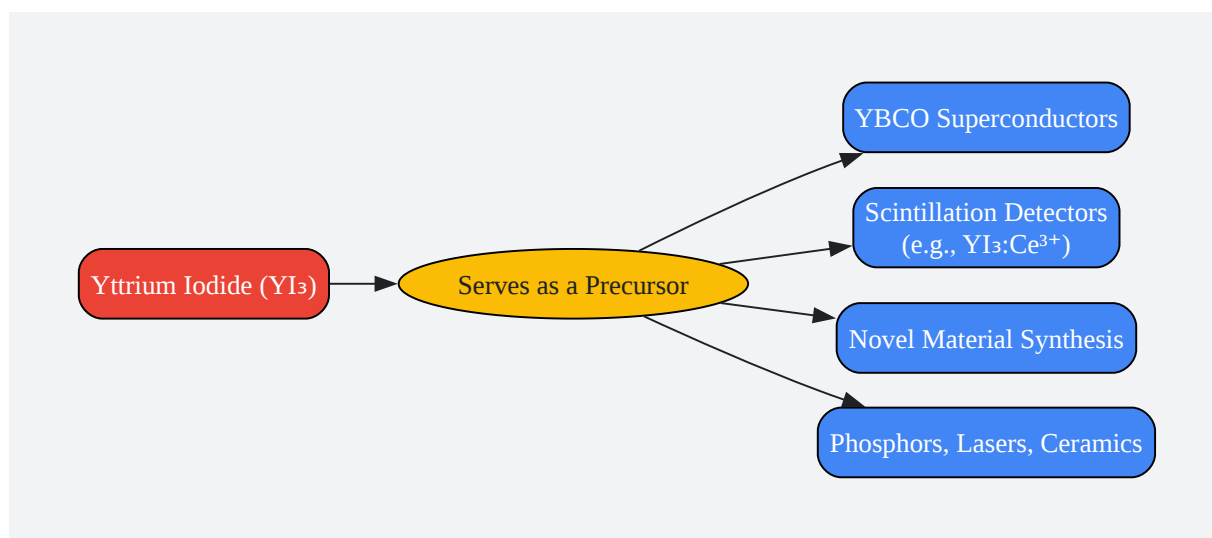 Yttrium Iodide (YI₃)
Serves as a Precursor
YBCO Superconductors
Scintillation Detectors
(e.g., YI₃:Ce³⁺)
Novel Material Synthesis
Phosphors, Lasers, Ceramics